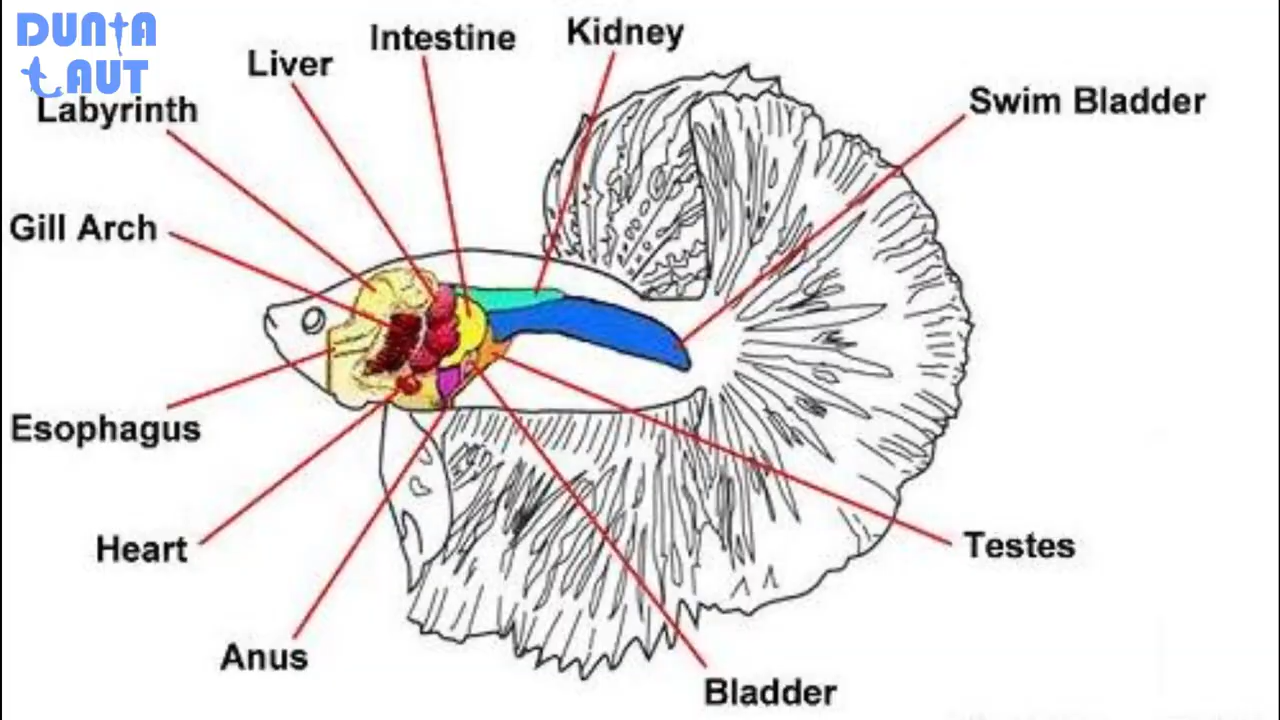 DUNIA
LAUT
Intestine
Kidney
Liver
Labyrinth
Swim Bladder
Gill Arch
Esophagus
Heart
Testes
Anus
Bladder